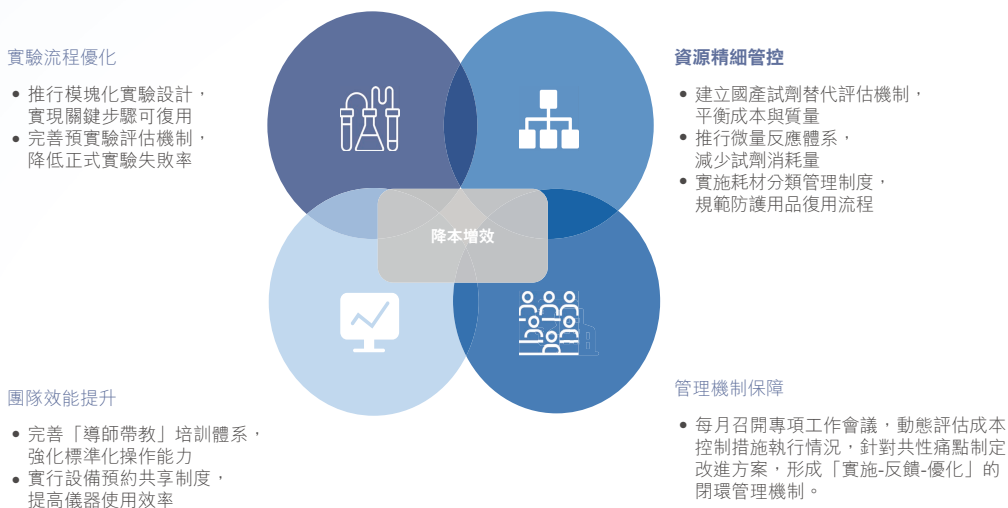 實驗流程優化
• 推行模塊化實驗設計，
實現關鍵步驟可復用
• 完善預實驗評估機制，
降低正式實驗失敗率
資源精細管控
• 建立國產試劑替代評估機制，
平衡成本與質量
• 推行微量反應體系，
減少試劑消耗量
• 實施耗材分類管理制度，
規範防護用品復用流程
降本增效
團隊效能提升
• 完善「導師帶教」培訓體系，
強化標準化操作能力
• 實行設備預約共享制度，
提高儀器使用效率
管理機制保障
• 每月召開專項工作會議，動態評估成本
控制措施執行情況，針對共性痛點制定
改進方案，形成「實施-反饋-優化」的
閉環管理機制。